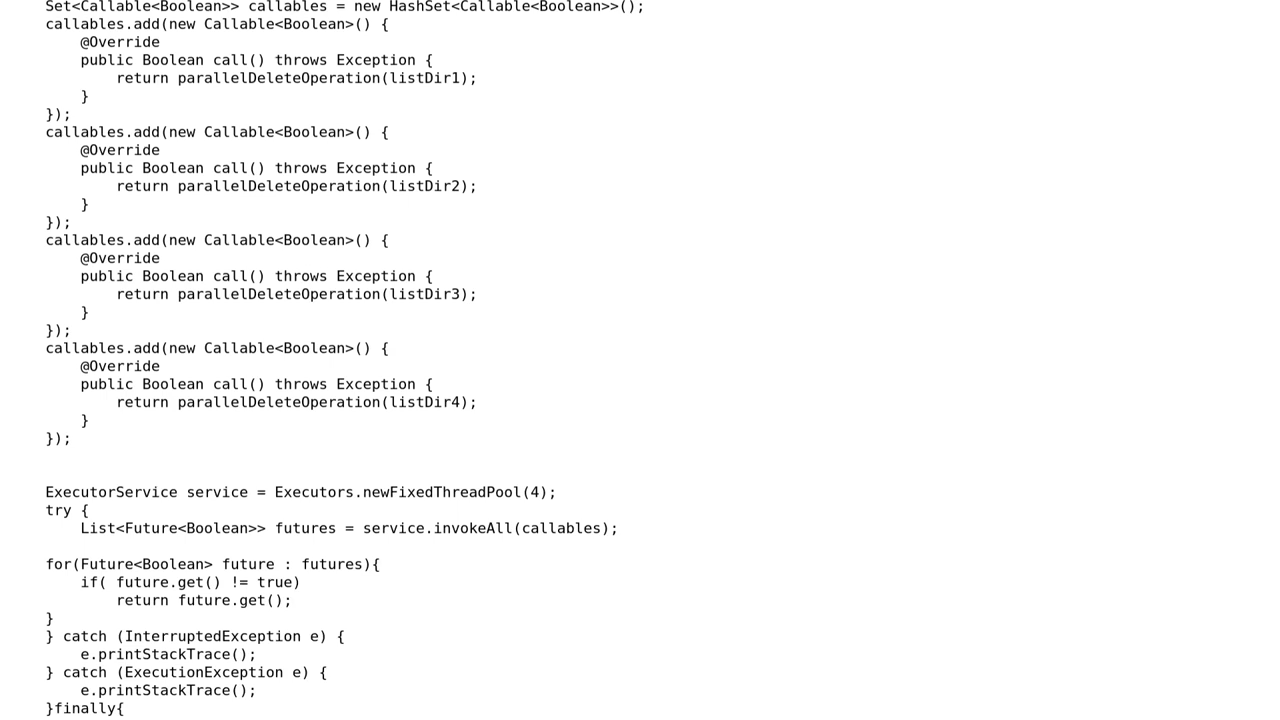 Set<Callable<Boolean>> callables = new HashSet<Callable<Boolean>>();
callables.add(new Callable<Boolean>() {
    @Override
    public Boolean call() throws Exception {
        return parallelDeleteOperation(listDir1);
    }
});
callables.add(new Callable<Boolean>() {
    @Override
    public Boolean call() throws Exception {
        return parallelDeleteOperation(listDir2);
    }
});
callables.add(new Callable<Boolean>() {
    @Override
    public Boolean call() throws Exception {
        return parallelDeleteOperation(listDir3);
    }
});
callables.add(new Callable<Boolean>() {
    @Override
    public Boolean call() throws Exception {
        return parallelDeleteOperation(listDir4);
    }
});
ExecutorService service = Executors.newFixedThreadPool(4);
try {
    List<Future<Boolean>> futures = service.invokeAll(callables);
for(Future<Boolean> future : futures){
    if( future.get() != true)
        return future.get();
}
} catch (InterruptedException e) {
    e.printStackTrace();
} catch (ExecutionException e) {
    e.printStackTrace();
}finally{